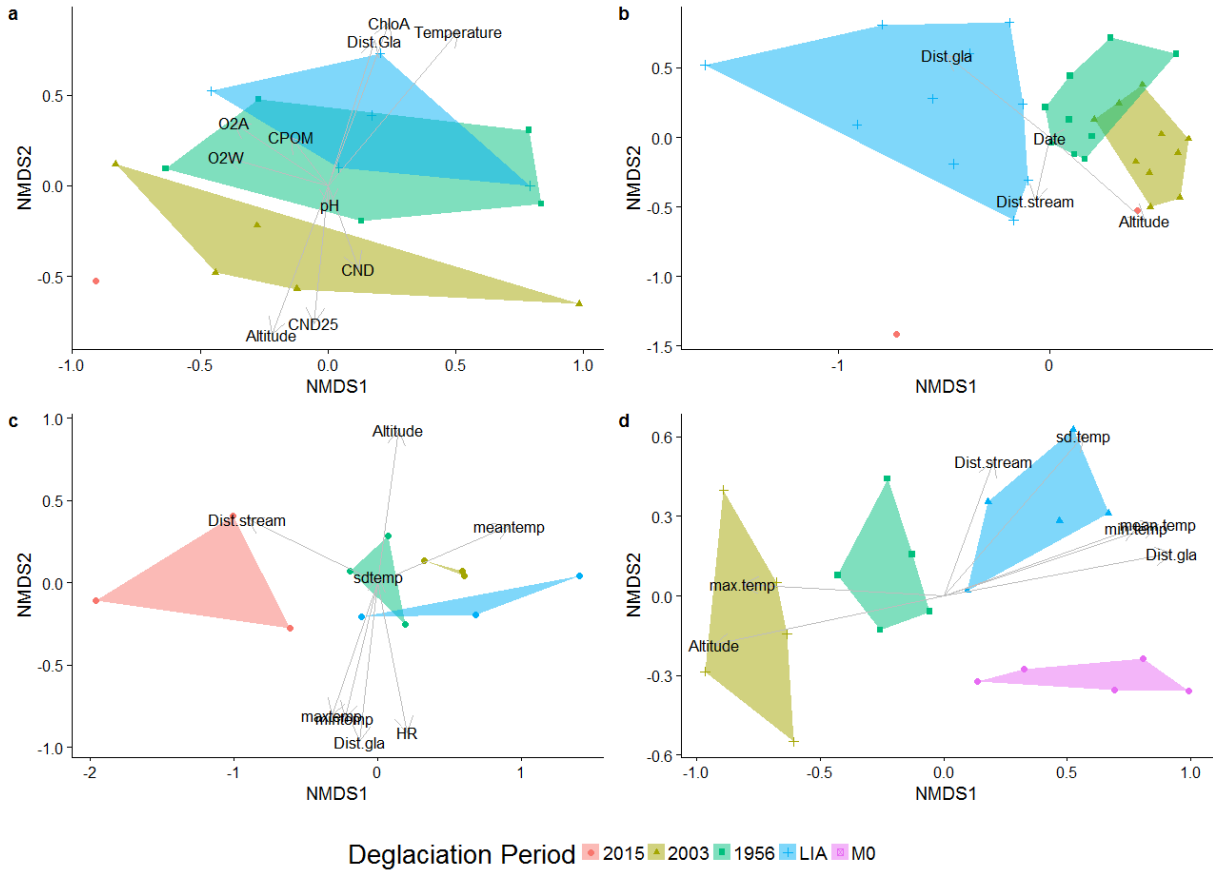 a
ChloA
Dist.Gla
Temperature
O2A
CPOM
O2W
pH
CND
CND25
Altitude
0.5
0.0
-0.5
NMDS2
-1.0
-0.5
0.0
0.5
1.0
NMDS1
b
Dist.gla
Date
Dist.stream
Altitude
0.5
0.0
-0.5
-1.0
-1.5
NMDS2
-1
0
NMDS1
c
Altitude
Dist.stream
meantemp
sdtemp
maxtemp
mintemp
HR
Dist.gla
1.0
0.5
0.0
-0.5
-1.0
NMDS2
-2
-1
0
1
NMDS1
d
sd.temp
Dist.stream
mean.temp
min.temp
Dist.gla
max.temp
Altitude
0.6
0.3
0.0
-0.3
-0.6
NMDS2
-1.0
-0.5
0.0
0.5
1.0
NMDS1
Deglaciation Period 2015 2003 1956 LIA M0